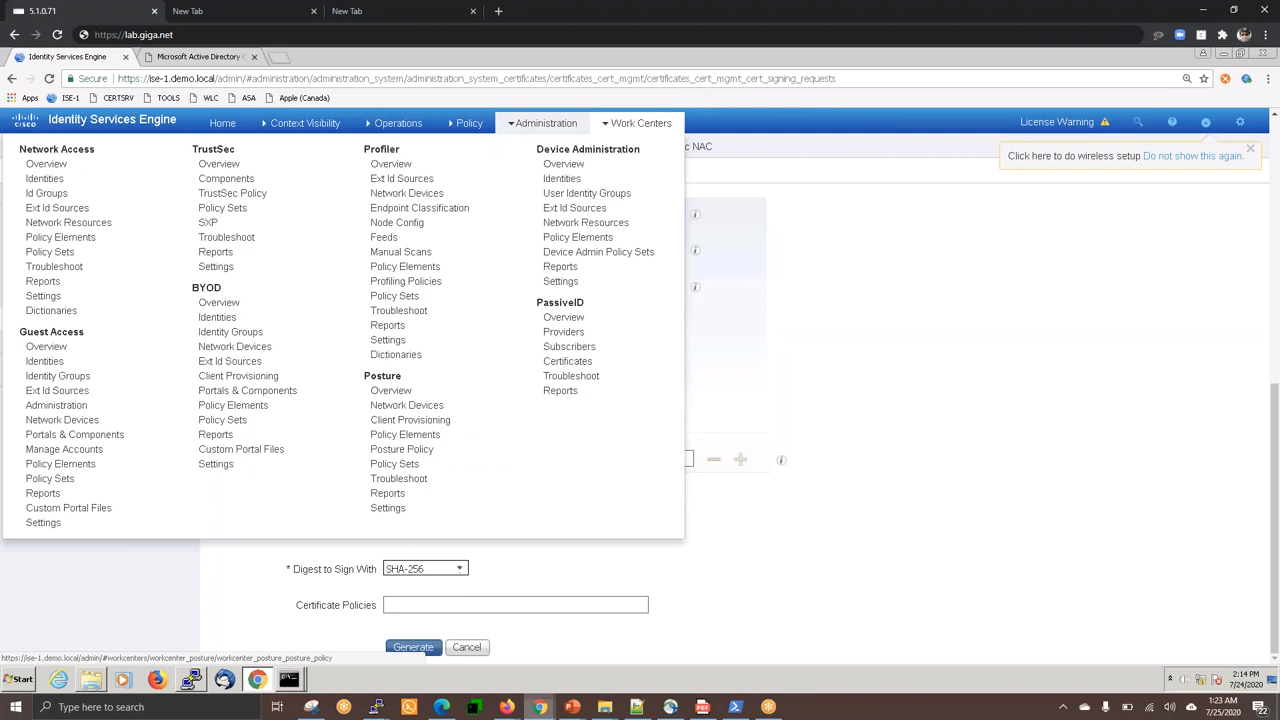 5.1.0.71
New Tab
New Tab
https://lab.giga.net
Identity Services Engine
Microsoft Active Directory C
Secure
https://ise-1.demo.local/admin/#administration/administration_system/administration_system_certificates/certificates_cert_mgmt/certificates_cert_mgmt_cert_signing_requests
Apps
ISE-1
CERTSRV
TOOLS
WLC
ASA
Apple (Canada)
CISCO
Identity Services Engine
Home
Context Visibility
Operations
Policy
Administration
Work Centers
License Warning
Click here to do wireless setup Do not show this again.
ic NAC
Network Access
Overview
Identities
Id Groups
Ext Id Sources
Network Resources
Policy Elements
Policy Sets
Troubleshoot
Reports
Settings
Dictionaries
Guest Access
Overview
Identities
Identity Groups
Ext Id Sources
Administration
Network Devices
Portals & Components
Manage Accounts
Policy Elements
Policy Sets
Reports
Custom Portal Files
Settings
TrustSec
Overview
Components
TrustSec Policy
Policy Sets
SXP
Troubleshoot
Reports
Settings
BYOD
Overview
Identities
Identity Groups
Network Devices
Ext Id Sources
Client Provisioning
Portals & Components
Policy Elements
Policy Sets
Reports
Custom Portal Files
Settings
Profiler
Overview
Ext Id Sources
Network Devices
Endpoint Classification
Node Config
Feeds
Manual Scans
Policy Elements
Profiling Policies
Policy Sets
Troubleshoot
Reports
Settings
Dictionaries
Posture
Overview
Network Devices
Client Provisioning
Policy Elements
Posture Policy
Policy Sets
Troubleshoot
Reports
Settings
Device Administration
Overview
Identities
User Identity Groups
Ext Id Sources
Network Resources
Policy Elements
Device Admin Policy Sets
Reports
Settings
PassiveID
Overview
Providers
Subscribers
Certificates
Troubleshoot
Reports
* Digest to Sign With
SHA-256
Certificate Policies
Generate
Cancel
https://ise-1.demo.local/admin/#workcenters/workcenter_posture/workcenter_posture_posture_policy
Start
2:14 PM
7/24/2020
Type here to search
1:23 AM
7/25/2020
22